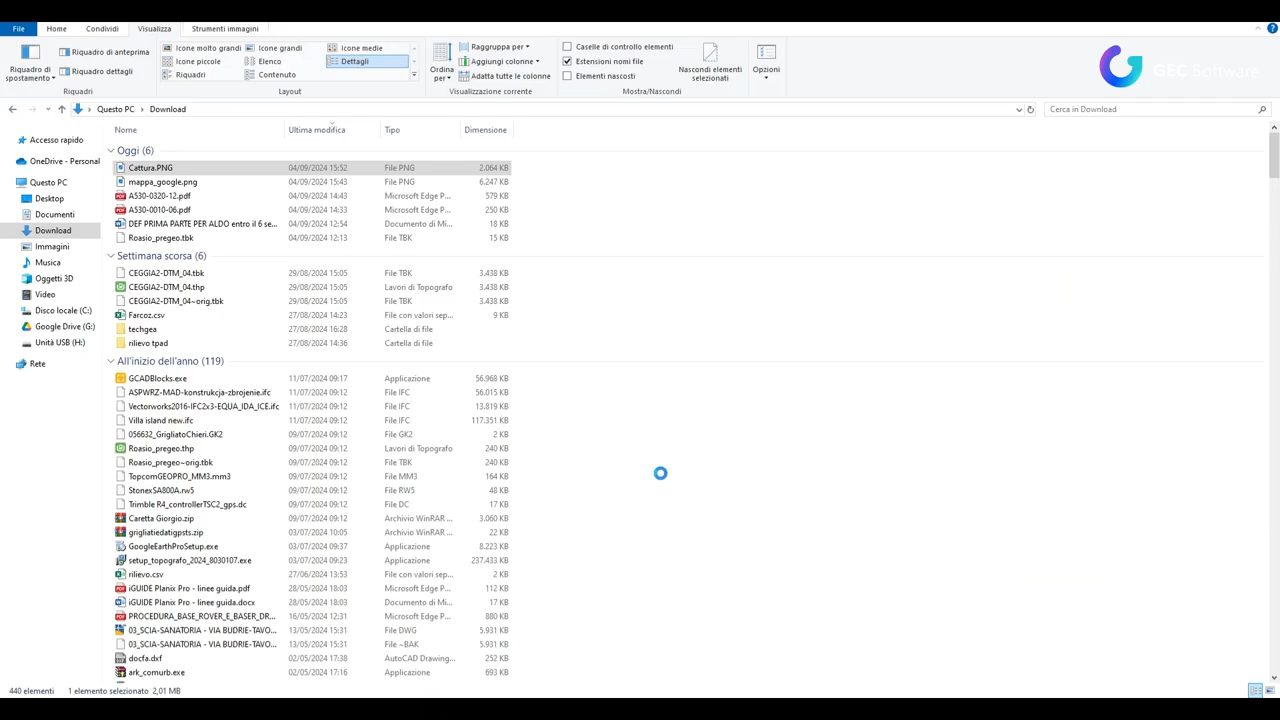 File Home Condividi Visualizza Strumenti immagini
Riquadro di spostamento
Riquadro di anteprima
Riquadro dettagli
Riquadri
Icone molto grandi Icone grandi Icone medie
Icone piccole Elenco Dettagli
Riquadri Contenuto
Layout
Ordina per
Raggruppa per
Aggiungi colonne
Adatta tutte le colonne
Visualizzazione corrente
Caselle di controllo elementi
Estensioni nomi file
Elementi nascosti
Nascondi elementi selezionati
Mostra/Nascondi
Opzioni
GEC Software
Questo PC > Download
Cerca in Download
Accesso rapido
OneDrive - Personal
Questo PC
Desktop
Documenti
Download
Immagini
Musica
Oggetti 3D
Video
Disco locale (C:)
Google Drive (G:)
Unità USB (H:)
Rete
Nome Ultima modifica Tipo Dimensione
Oggi (6)
Cattura.PNG 04/09/2024 15:52 File PNG 2.064 KB
mappa_google.png 04/09/2024 15:43 File PNG 6.247 KB
A530-0320-12.pdf 04/09/2024 14:43 Microsoft Edge P... 579 KB
A530-0010-06.pdf 04/09/2024 14:33 Microsoft Edge P... 250 KB
DEF PRIMA PARTE PER ALDO entro il 6 se... 04/09/2024 12:54 Documento di Mi... 18 KB
Roasio_pregeo.tbk 04/09/2024 12:13 File TBK 15 KB
Settimana scorsa (6)
CEGGIA2-DTM_04.tbk 29/08/2024 15:05 File TBK 3.438 KB
CEGGIA2-DTM_04.thp 29/08/2024 15:05 Lavori di Topografo 3.438 KB
CEGGIA2-DTM_04~orig.tbk 29/08/2024 15:05 File TBK 3.438 KB
Farcoz.csv 27/08/2024 14:23 File con valori sep... 9 KB
techgea 27/08/2024 16:28 Cartella di file
rilievo tpad 27/08/2024 14:36 Cartella di file
All'inizio dell'anno (119)
GCADBlocks.exe 11/07/2024 09:17 Applicazione 56.968 KB
ASPWRZ-MAD-konstrukcja-zbrojenie.ifc 11/07/2024 09:12 File IFC 56.015 KB
Vectorworks2016-IFC2x3-EQUA_IDA_ICE.ifc 11/07/2024 09:12 File IFC 13.819 KB
Villa island new.ifc 11/07/2024 09:12 File IFC 117.351 KB
056632_GrigliatoChieri.GK2 09/07/2024 09:12 File GK2 2 KB
Roasio_pregeo.thp 09/07/2024 09:12 Lavori di Topografo 240 KB
Roasio_pregeo~orig.tbk 09/07/2024 09:12 File TBK 240 KB
TopcomGEOPRO_MM3.mm3 09/07/2024 09:12 File MM3 164 KB
StonexSA800A.rw5 09/07/2024 09:12 File RW5 48 KB
Trimble R4_controllerTSC2_gps.dc 09/07/2024 09:12 File DC 17 KB
Caretta Giorgio.zip 09/07/2024 09:12 Archivio WinRAR ... 3.060 KB
grigliatiedatigpsts.zip 03/07/2024 10:05 Archivio WinRAR ... 22 KB
GoogleEarthProSetup.exe 03/07/2024 09:37 Applicazione 8.223 KB
setup_topografo_2024_8030107.exe 03/07/2024 09:23 Applicazione 237.433 KB
rilievo.csv 27/06/2024 13:53 File con valori sep... 2 KB
iGUIDE Planix Pro - linee guida.pdf 28/05/2024 18:03 Microsoft Edge P... 112 KB
iGUIDE Planix Pro - linee guida.docx 28/05/2024 18:03 Documento di Mi... 17 KB
PROCEDURA_BASE_ROVER_E_BASER_DR... 16/05/2024 12:31 Microsoft Edge P... 880 KB
03_SCIA-SANATORIA - VIA BUDRIE-TAVO... 13/05/2024 15:31 File DWG 5.931 KB
03_SCIA-SANATORIA - VIA BUDRIE-TAVO... 13/05/2024 15:31 File ~BAK 5.931 KB
docfa.dxf 02/05/2024 17:38 AutoCAD Drawing... 252 KB
ark_comurb.exe 02/05/2024 17:16 Applicazione 693 KB
440 elementi 1 elemento selezionato 2,01 MB